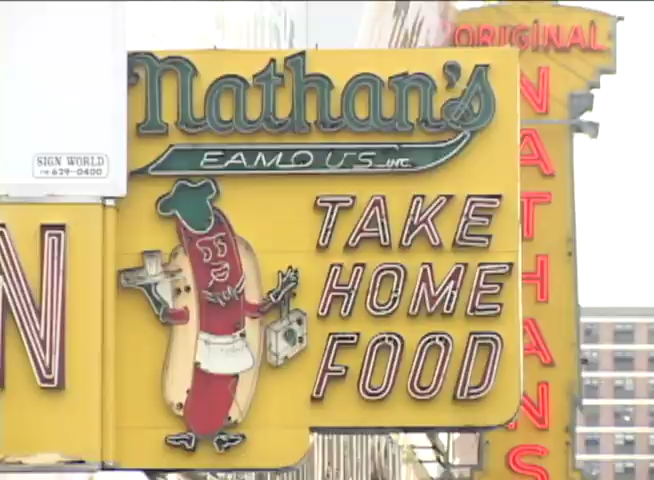 Nathan's
FAMOUS INC.
TAKE
HOME
FOOD
ORIGINAL
NATHANS
SIGN WORLD
629-0400
N